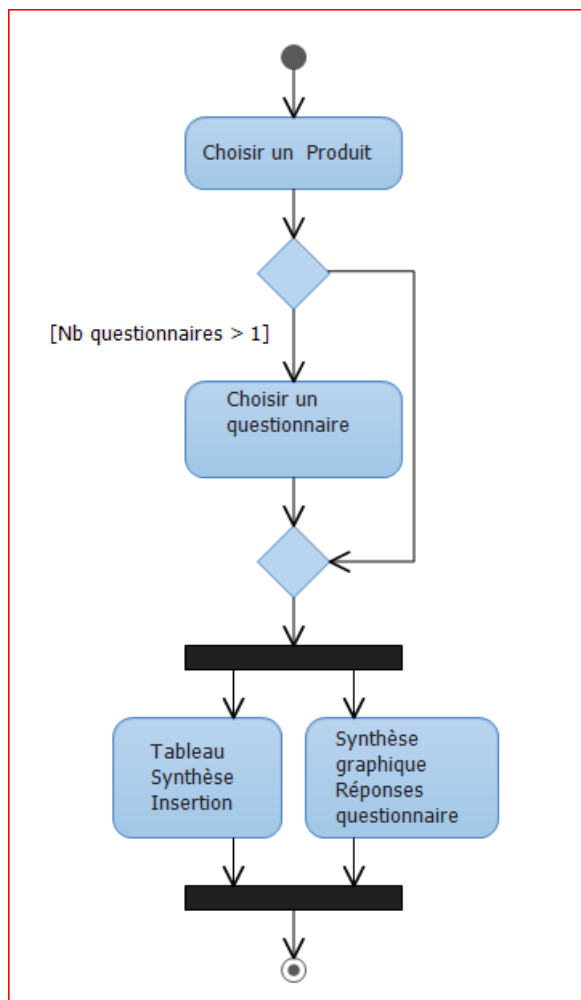 Choisir un Produit
[Nb questionnaires > 1]
Choisir un
questionnaire
Tableau
Synthèse
Insertion
Synthèse
graphique
Réponses
questionnaire